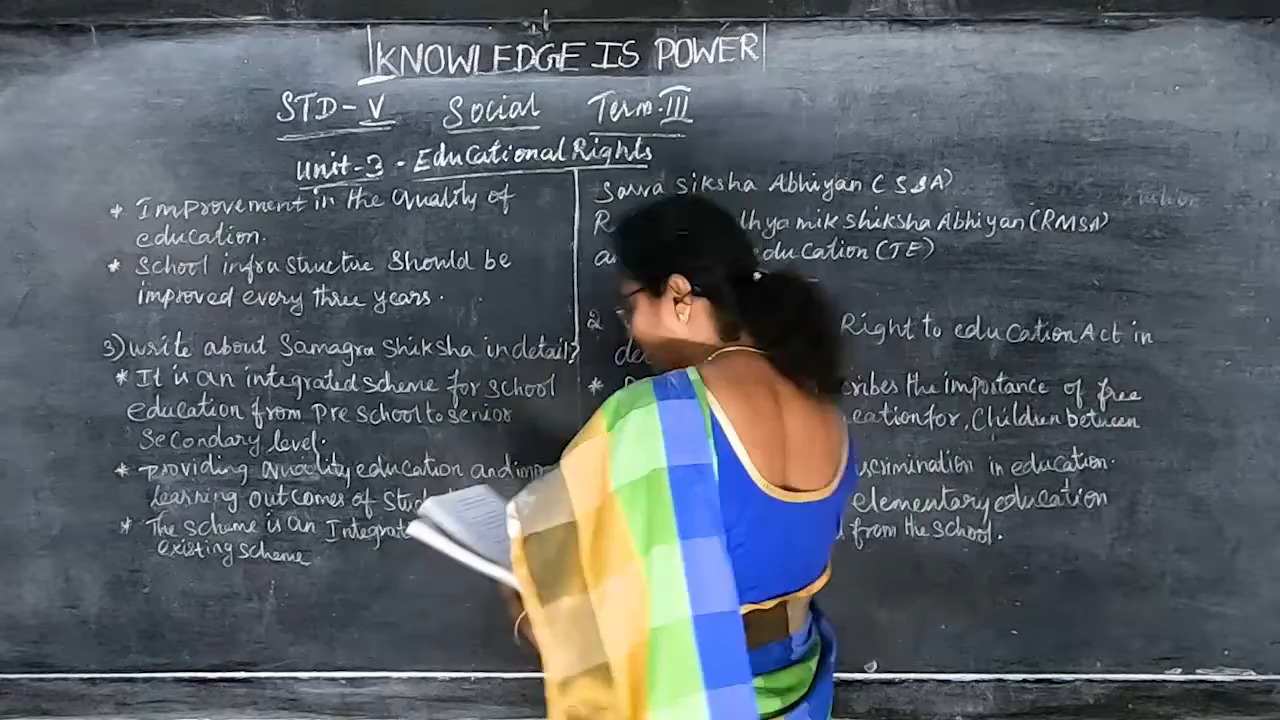 KNOWLEDGE IS POWER
STD-V Social Term-III
Unit-3 - Educational Rights
* Improvement in the quality of
education.
* School infrastructure should be
improved every three years.
3) Write about Samagra Shiksha in detail?
* It is an integrated scheme for school
education from pre school to senior
secondary level.
* providing quality education and
learning outcomes of
* The scheme is an
existing scheme
Sarva Siksha Abhiyan (SSA)
Shiksha Abhiyan (RMSA)
education (TE)
2 Right to education Act in
* the importance of free
for children between
in education.
elementary education
from the school.